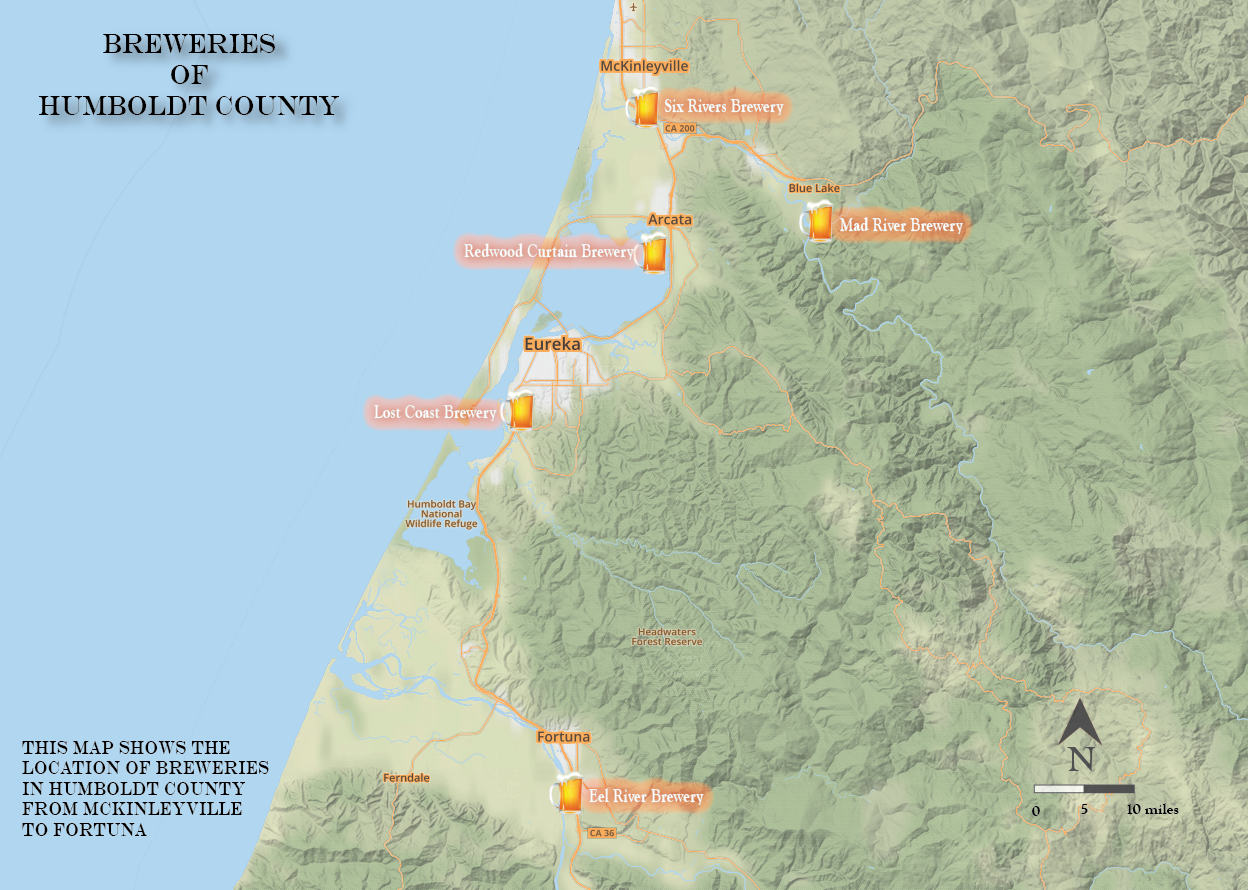 BREWERIES
OF
HUMBOLDT COUNTY
McKinleyville
Six Rivers Brewery
CA 200
Blue Lake
Arcata
Mad River Brewery
Redwood Curtain Brewery
Eureka
Lost Coast Brewery
Humboldt Bay
National
Wildlife Refuge
Headwaters
Forest Reserve
Fortuna
Ferndale
Eel River Brewery
CA 36
THIS MAP SHOWS THE
LOCATION OF BREWERIES
IN HUMBOLDT COUNTY
FROM MCKINLEYVILLE
TO FORTUNA
N
0 5 10 miles